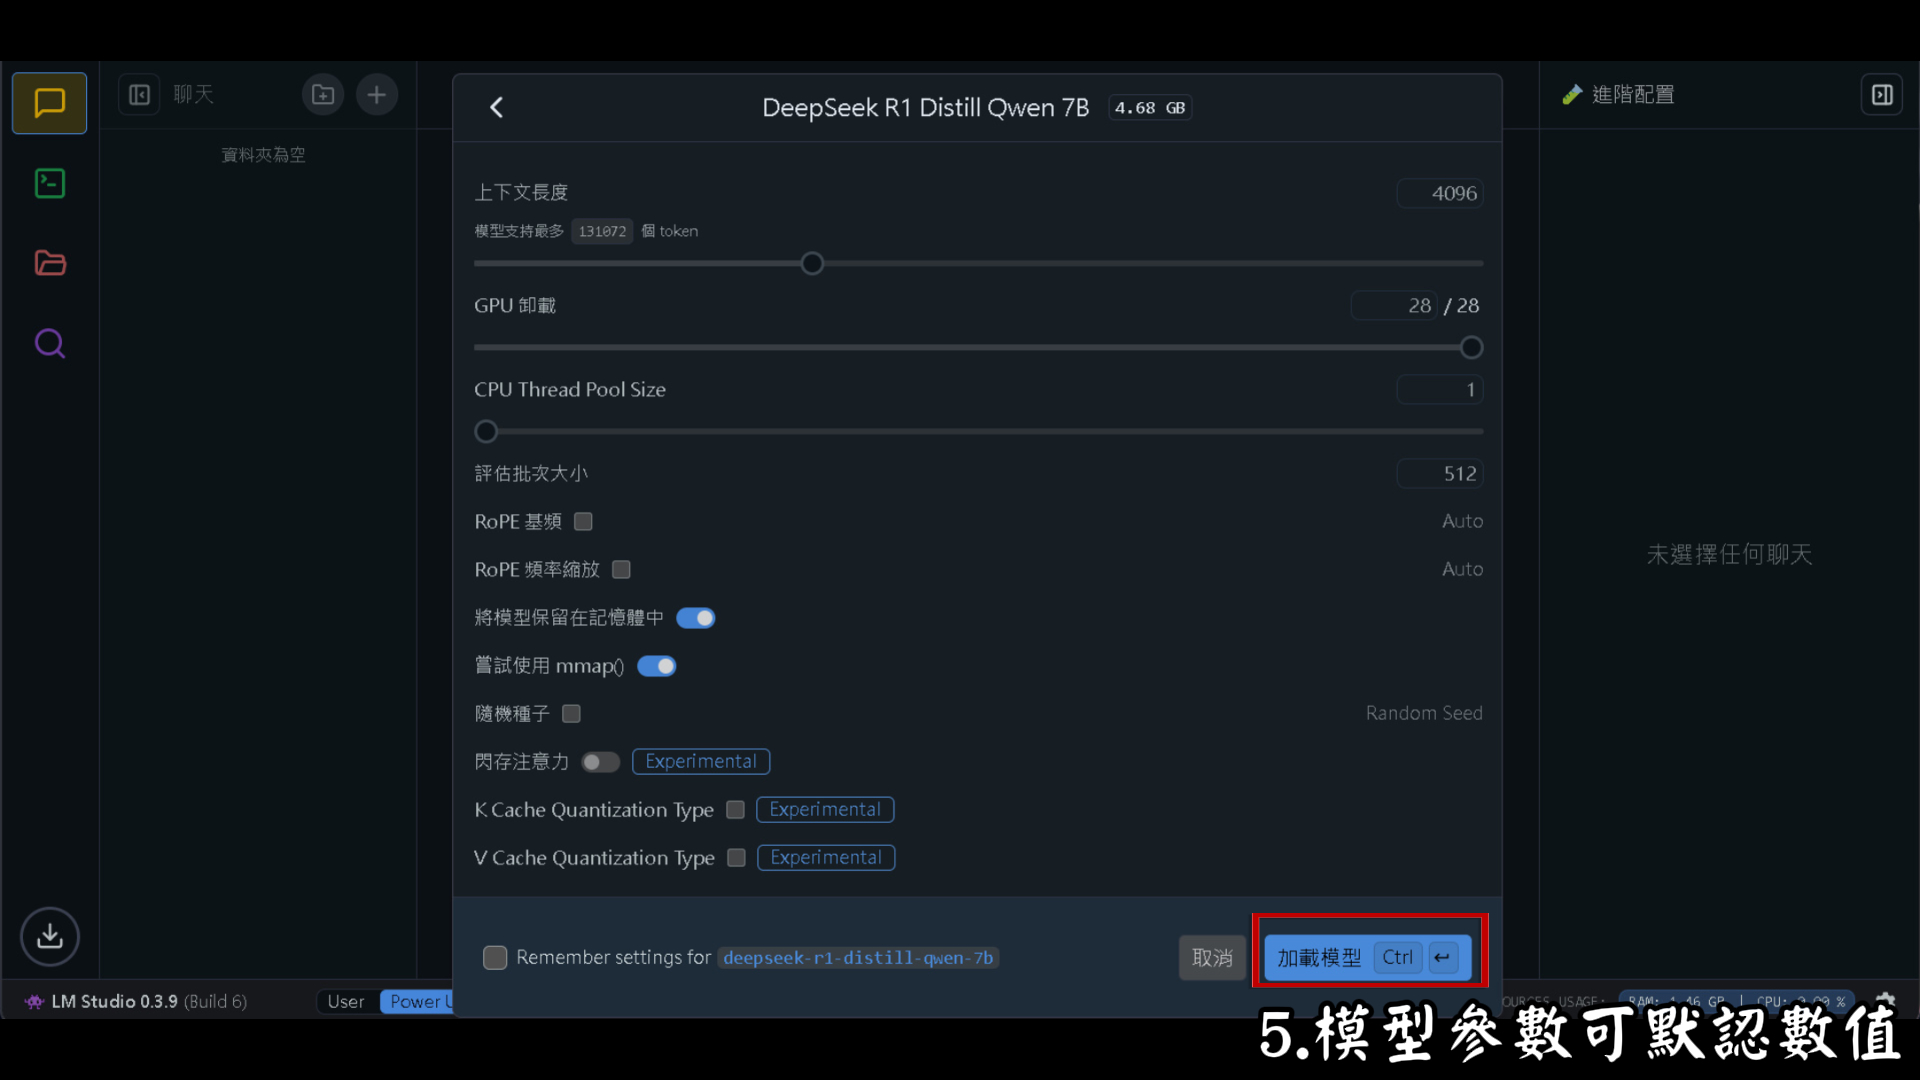 聊天
資料夾為空
DeepSeek R1 Distill Qwen 7B 4.68 GB
進階配置
上下文長度 4096
模型支持最多 131072 個 token
GPU 卸載 28 / 28
CPU Thread Pool Size 1
評估批次大小 512
RoPE 基頻 Auto
未選擇任何聊天
RoPE 頻率縮放 Auto
將模型保留在記憶體中
嘗試使用 mmap()
隨機種子 Random Seed
閃存注意力 Experimental
K Cache Quantization Type Experimental
V Cache Quantization Type Experimental
Remember settings for deepseek-r1-distill-qwen-7b
取消 加載模型 Ctrl ↵
LM Studio 0.3.9 (Build 6) User Power U
USAGE: RAM: 1.46 GB | CPU: 0.00 %
5.模型參數可默認數值